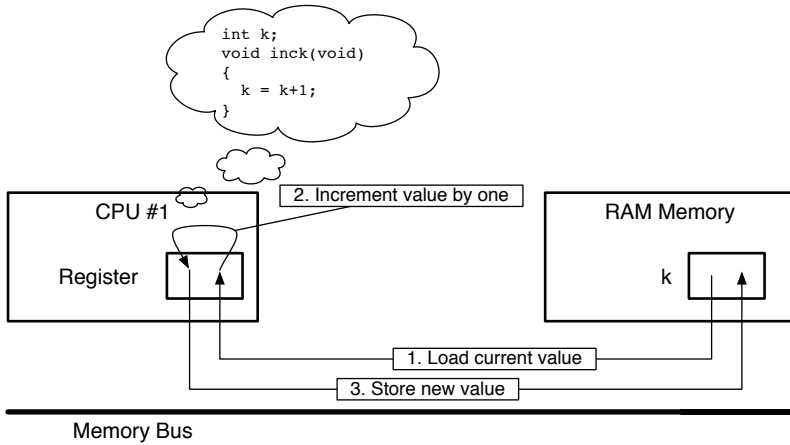 int k;
void inck(void)
{
  k = k+1;
}
2. Increment value by one
CPU #1
RAM Memory
Register
k
1. Load current value
3. Store new value
Memory Bus